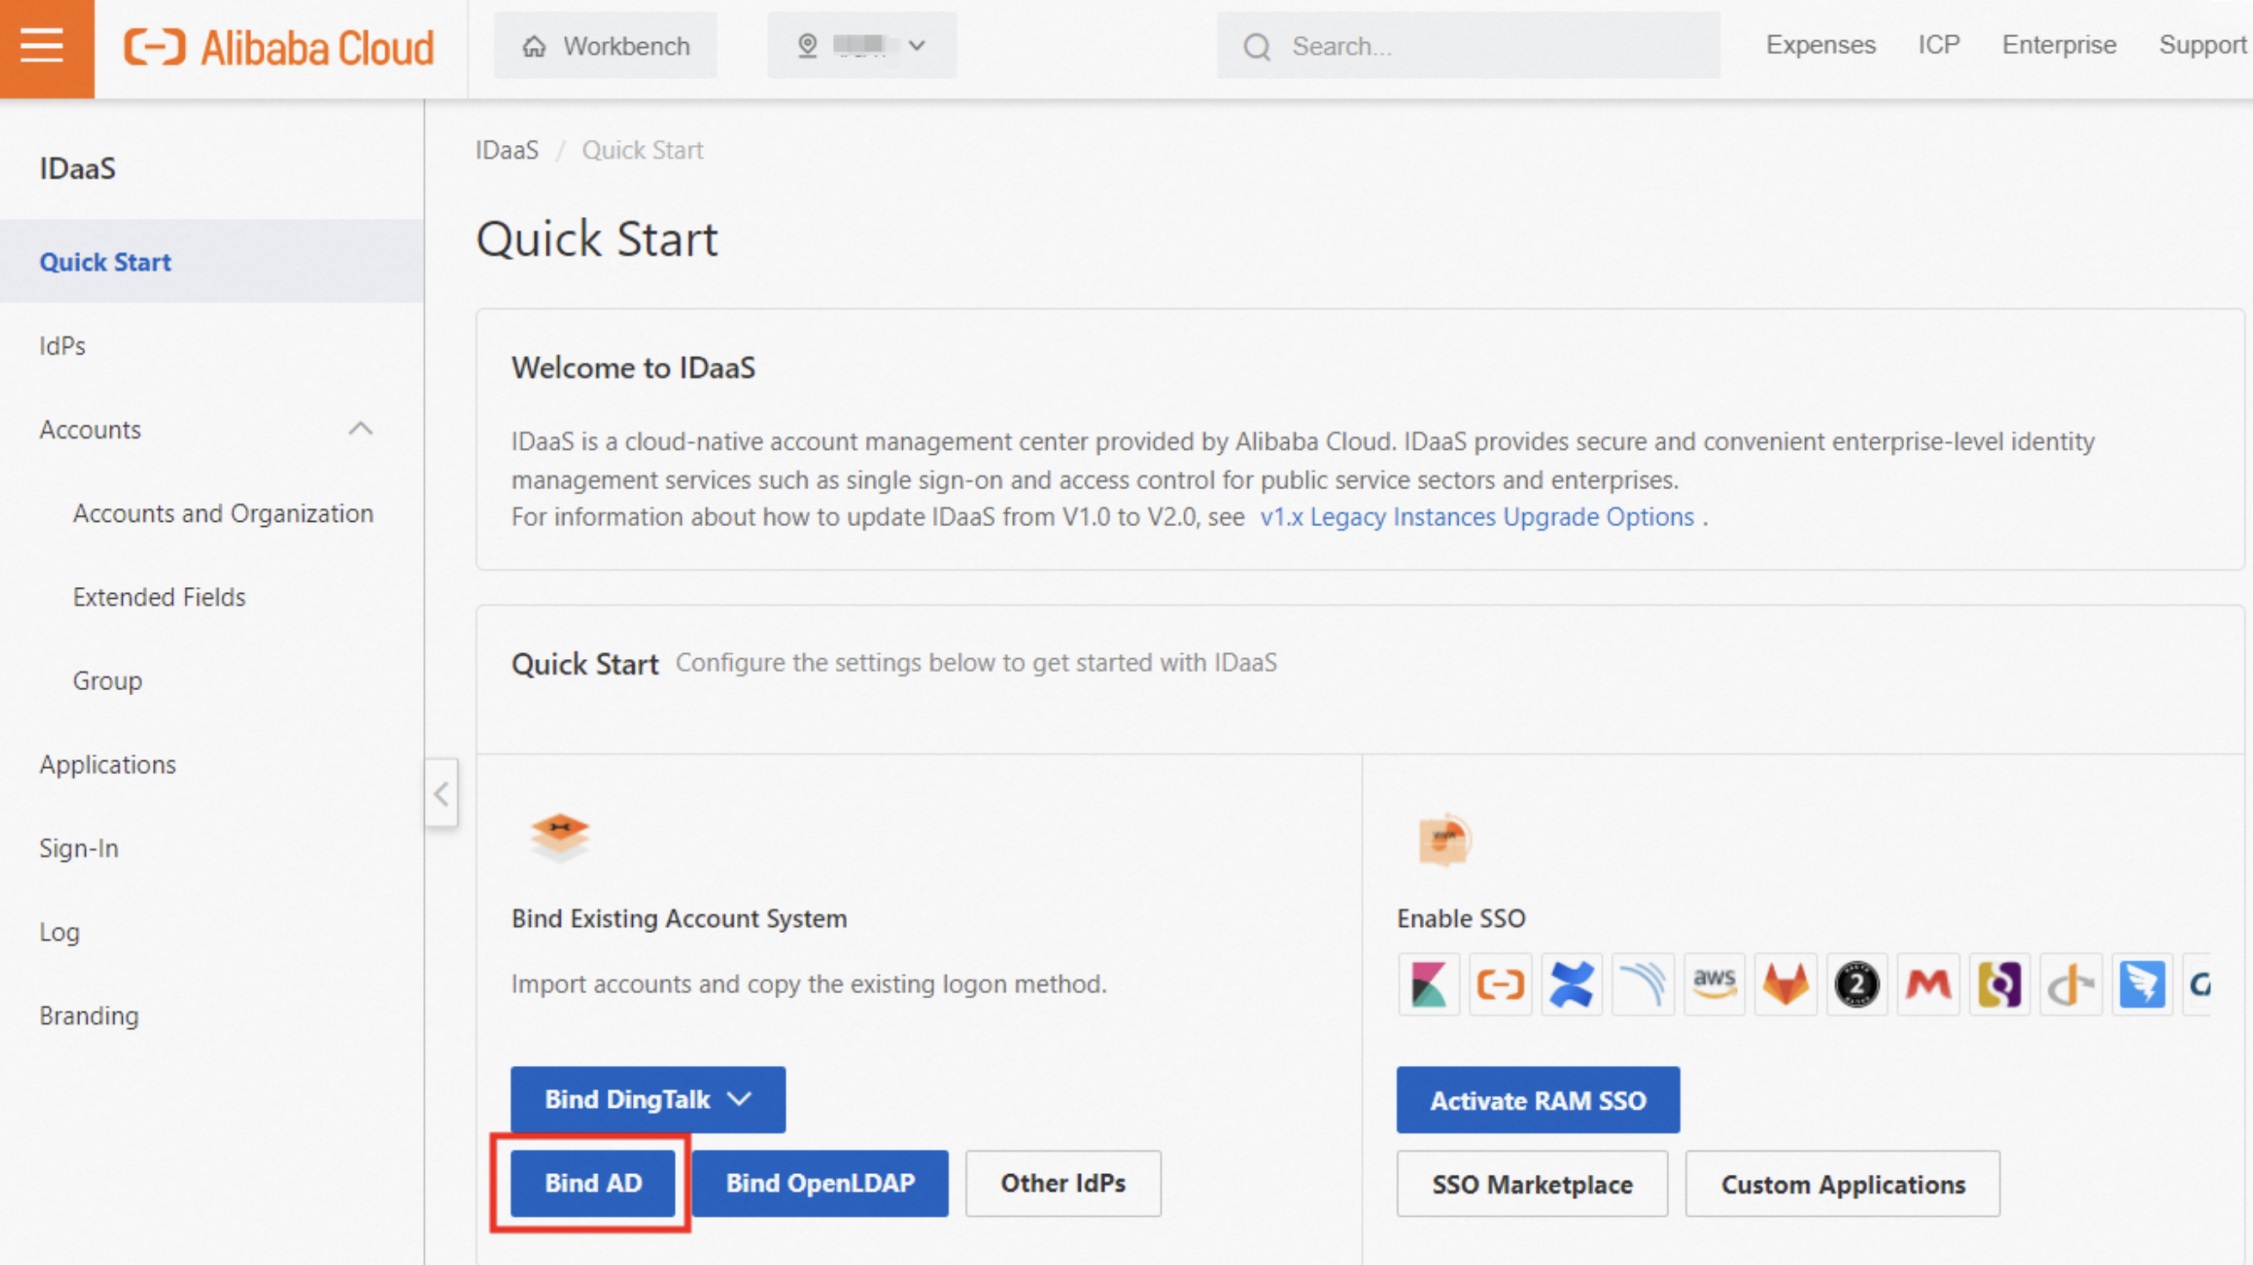 Alibaba Cloud
Workbench
Search...
Expenses
ICP
Enterprise
Support
IDaaS
Quick Start
IdPs
Accounts
Accounts and Organization
Extended Fields
Group
Applications
Sign-In
Log
Branding
IDaaS / Quick Start
Quick Start
Welcome to IDaaS
IDaaS is a cloud-native account management center provided by Alibaba Cloud. IDaaS provides secure and convenient enterprise-level identity
management services such as single sign-on and access control for public service sectors and enterprises.
For information about how to update IDaaS from V1.0 to V2.0, see v1.x Legacy Instances Upgrade Options .
Quick Start Configure the settings below to get started with IDaaS
Bind Existing Account System
Import accounts and copy the existing logon method.
Bind DingTalk
Bind AD
Bind OpenLDAP
Other IdPs
Enable SSO
aws
2
Activate RAM SSO
SSO Marketplace
Custom Applications